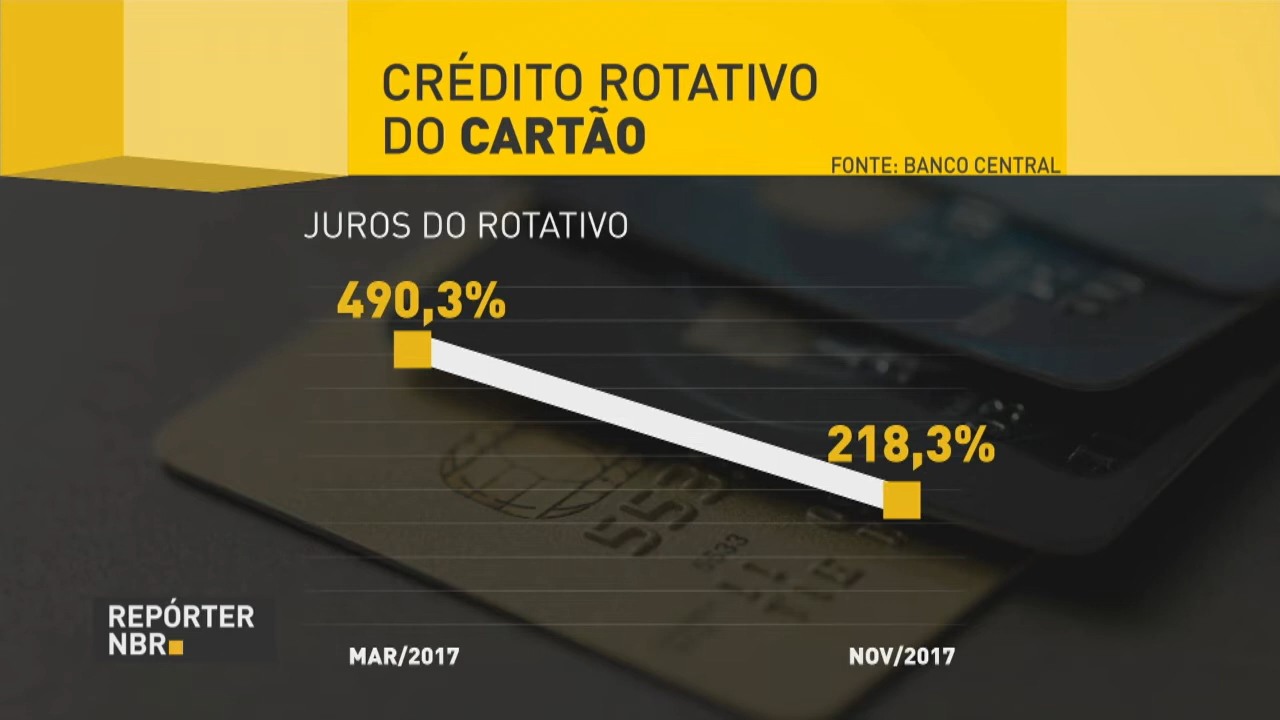 CRÉDITO ROTATIVO
DO CARTÃO
FONTE: BANCO CENTRAL
JUROS DO ROTATIVO
490,3%
218,3%
MAR/2017
NOV/2017
REPÓRTER
NBR